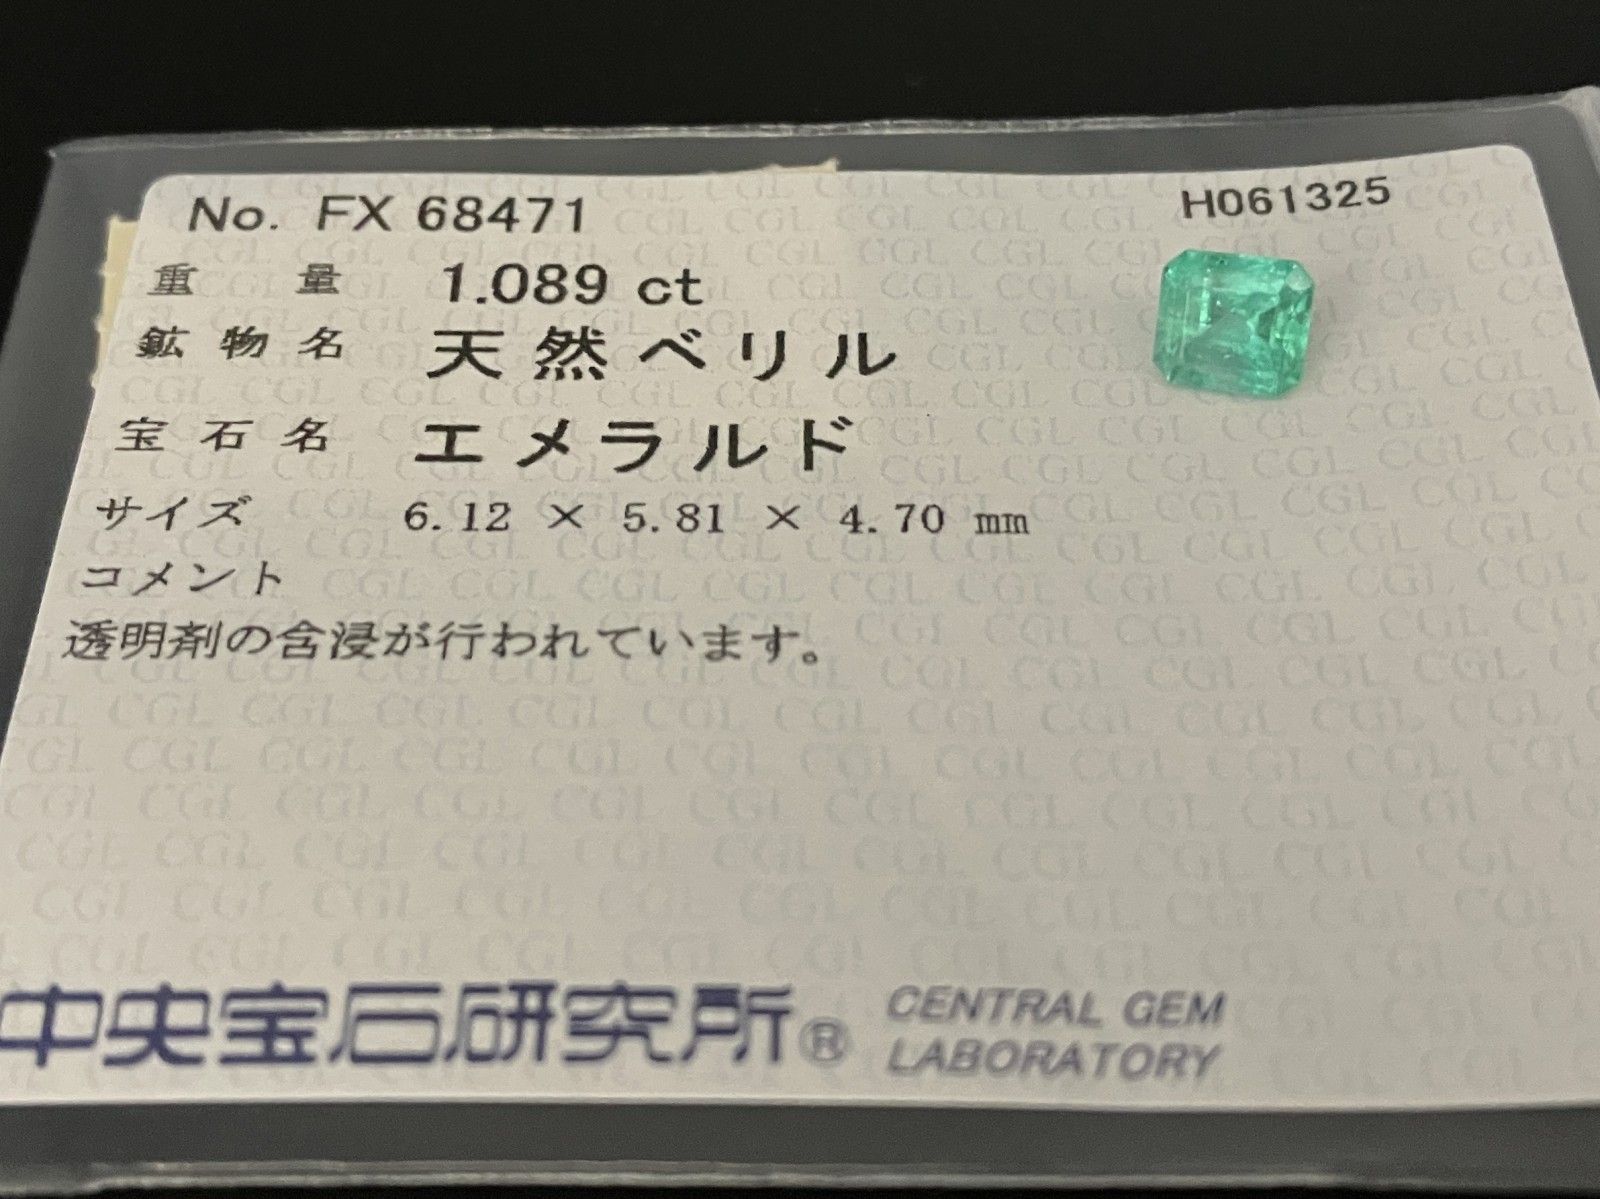 No. FX 68471
H061325
重量 1.089 ct
鉱物名 天然ベリル
宝石名 エメラルド
サイズ 6.12 × 5.81 × 4.70 mm
コメント
透明剤の含浸が行われています。
中央宝石研究所® CENTRAL GEM
LABORATORY